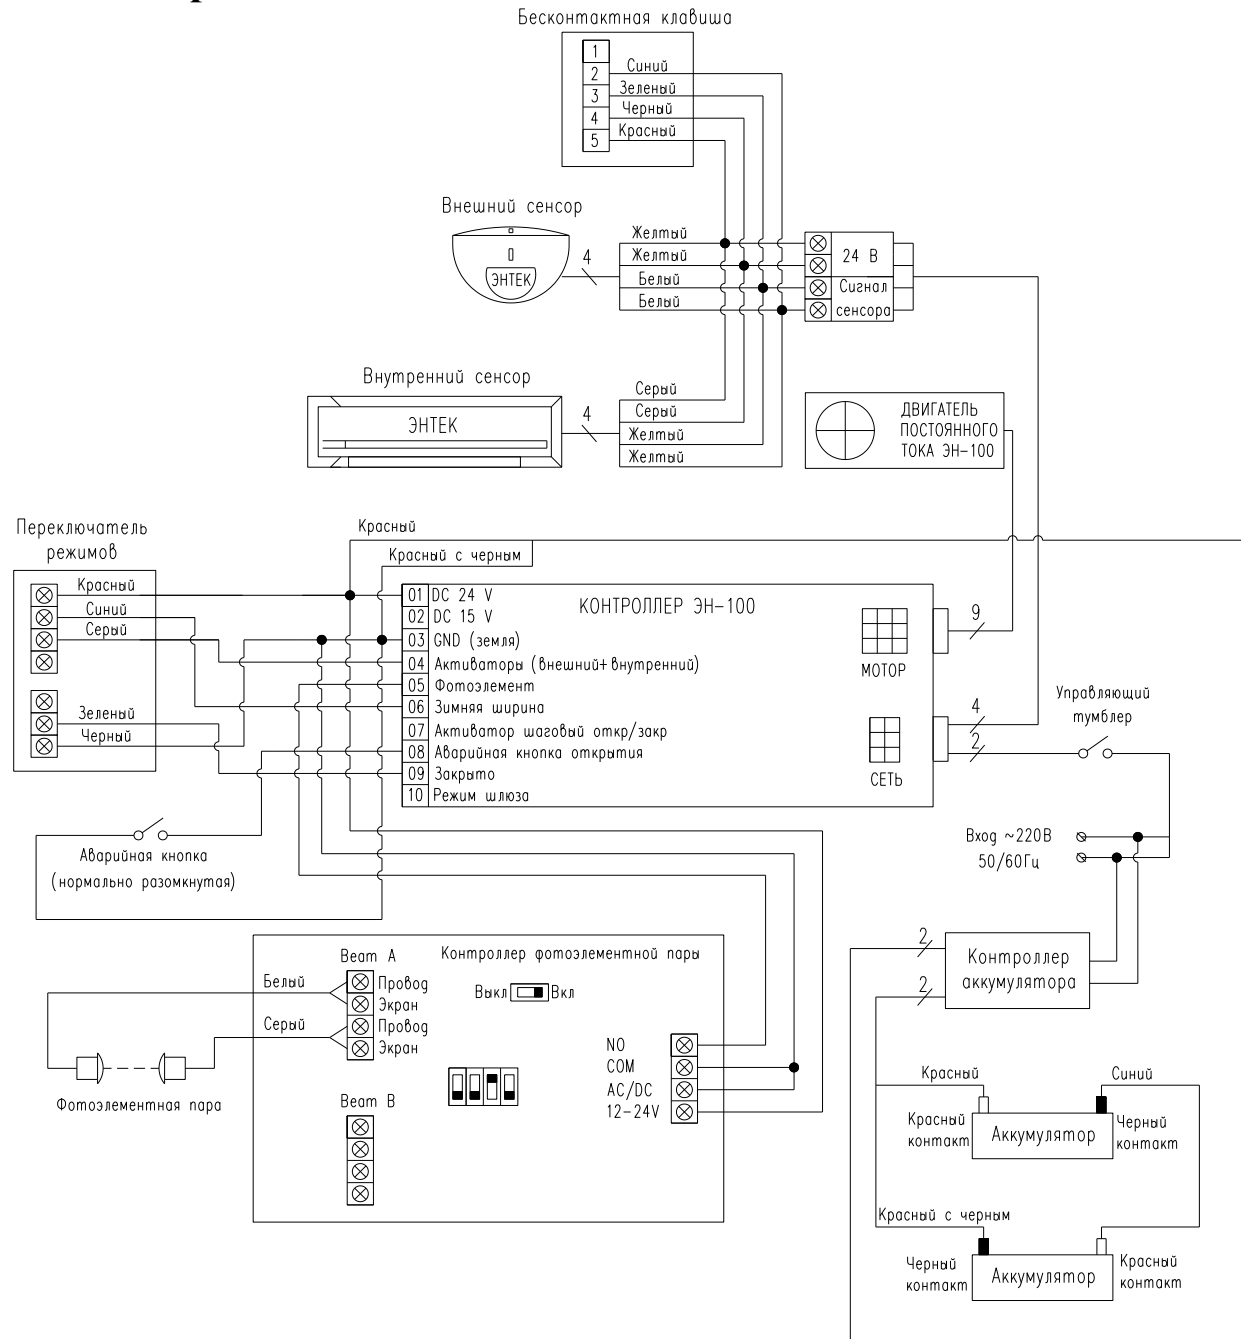 Бесконтактная клавиша
1
2
3
4
5
Синий
Зеленый
Черный
Красный
Внешний сенсор
ЭНТЕК
4
Желтый
Желтый
Белый
Белый
24 В
Сигнал
сенсора
Внутренний сенсор
ЭНТЕК
4
Серый
Серый
Желтый
Желтый
ДВИГАТЕЛЬ
ПОСТОЯННОГО
ТОКА ЭН-100
Переключатель
режимов
Красный
Синий
Серый
Зеленый
Черный
Красный
Красный с черным
КОНТРОЛЛЕР ЭН-100
01 DC 24 V
02 DC 15 V
03 GND (земля)
04 Активаторы (внешний+внутренний)
05 Фотоэлемент
06 Зимняя ширина
07 Активатор шаговый откр/закр
08 Аварийная кнопка открытия
09 Закрыто
10 Режим шлюза
МОТОР
9
СЕТЬ
4
2
Управляющий
тумблер
Аварийная кнопка
(нормально разомкнутая)
Вход ~220В
50/60Гц
Контроллер фотоэлементной пары
Выкл Вкл
Beam A
Провод
Экран
Провод
Экран
Белый
Серый
Фотоэлементная пара
Beam B
NO
COM
AC/DC
12-24V
2
2
Контроллер
аккумулятора
Красный
Синий
Красный
контакт
Аккумулятор
Черный
контакт
Красный с черным
Черный
контакт
Аккумулятор
Красный
контакт